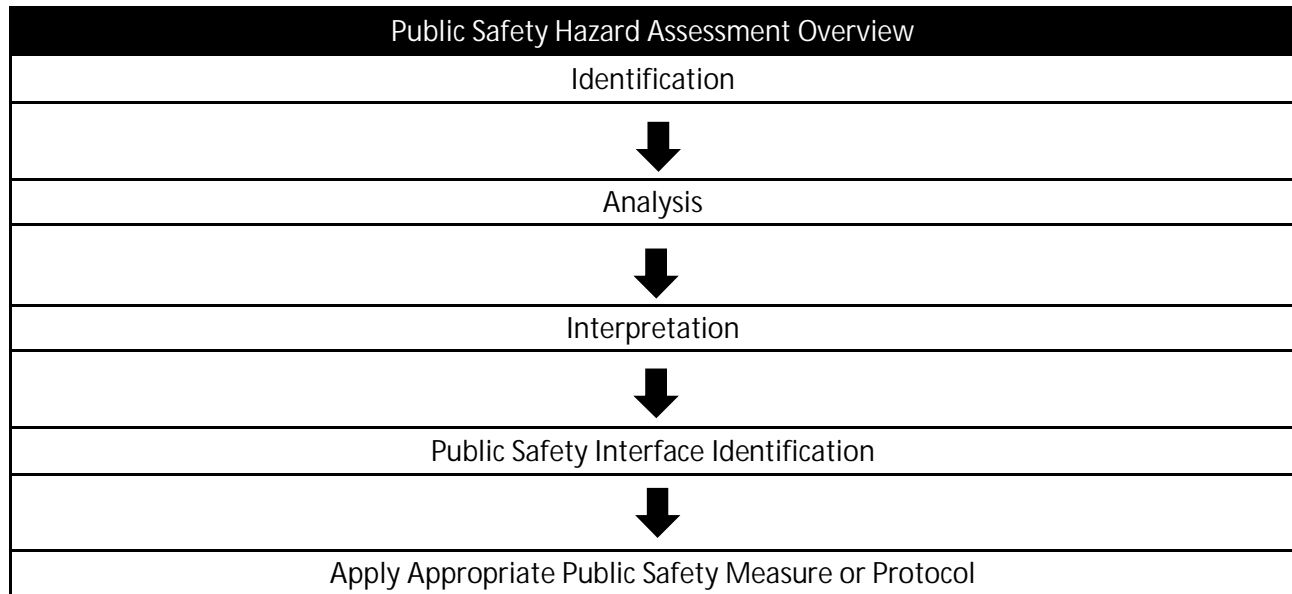 Public Safety Hazard Assessment Overview
Identification
Analysis
Interpretation
Public Safety Interface Identification
Apply Appropriate Public Safety Measure or Protocol